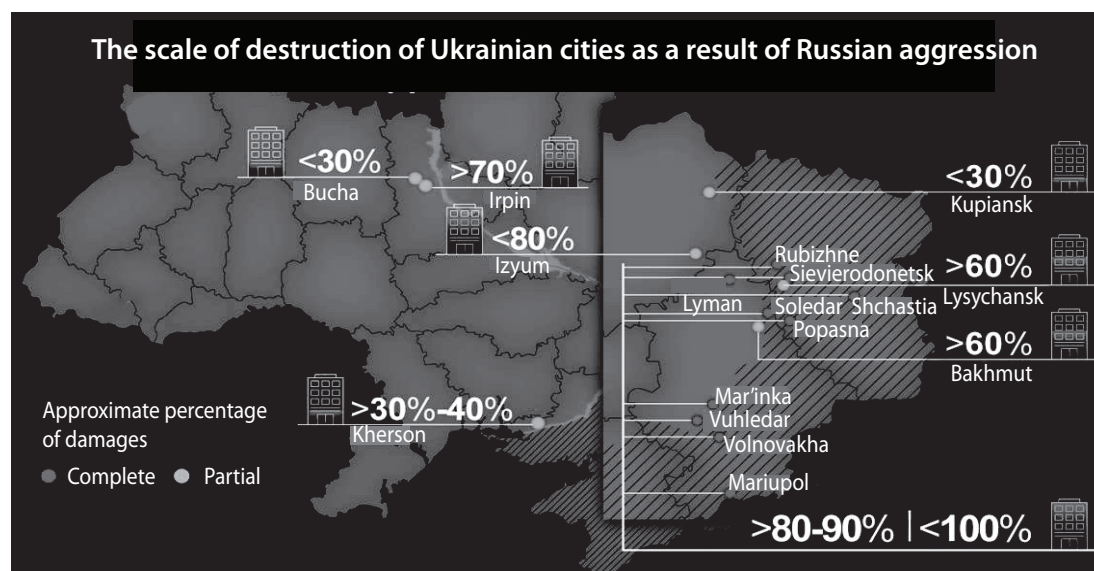 The scale of destruction of Ukrainian cities as a result of Russian aggression
<30%
Bucha
>70%
Irpin
<80%
Izyum
<30%
Kupiansk
Rubizhne
Sievierodonetsk
>60%
Lysychansk
Lyman
Soledar Shchastia
Popasna
>60%
Bakhmut
>30%-40%
Kherson
Mar'inka
Vuhledar
Volnovakha
Mariupol
Approximate percentage
of damages
Complete Partial
>80-90% | <100%